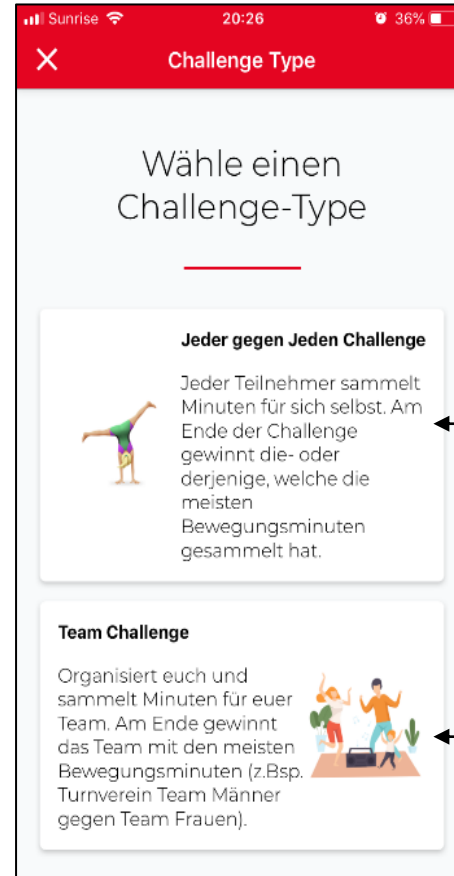 Sunrise 20:26 36%
Challenge Type
Wähle einen
Challenge-Type
Jeder gegen Jeden Challenge
Jeder Teilnehmer sammelt
Minuten für sich selbst. Am
Ende der Challenge
gewinnt die- oder
derjenige, welche die
meisten
Bewegungsminuten
gesammelt hat.
Team Challenge
Organisiert euch und
sammelt Minuten für euer
Team. Am Ende gewinnt
das Team mit den meisten
Bewegungsminuten (z.Bsp.
Turnverein Team Männer
gegen Team Frauen).